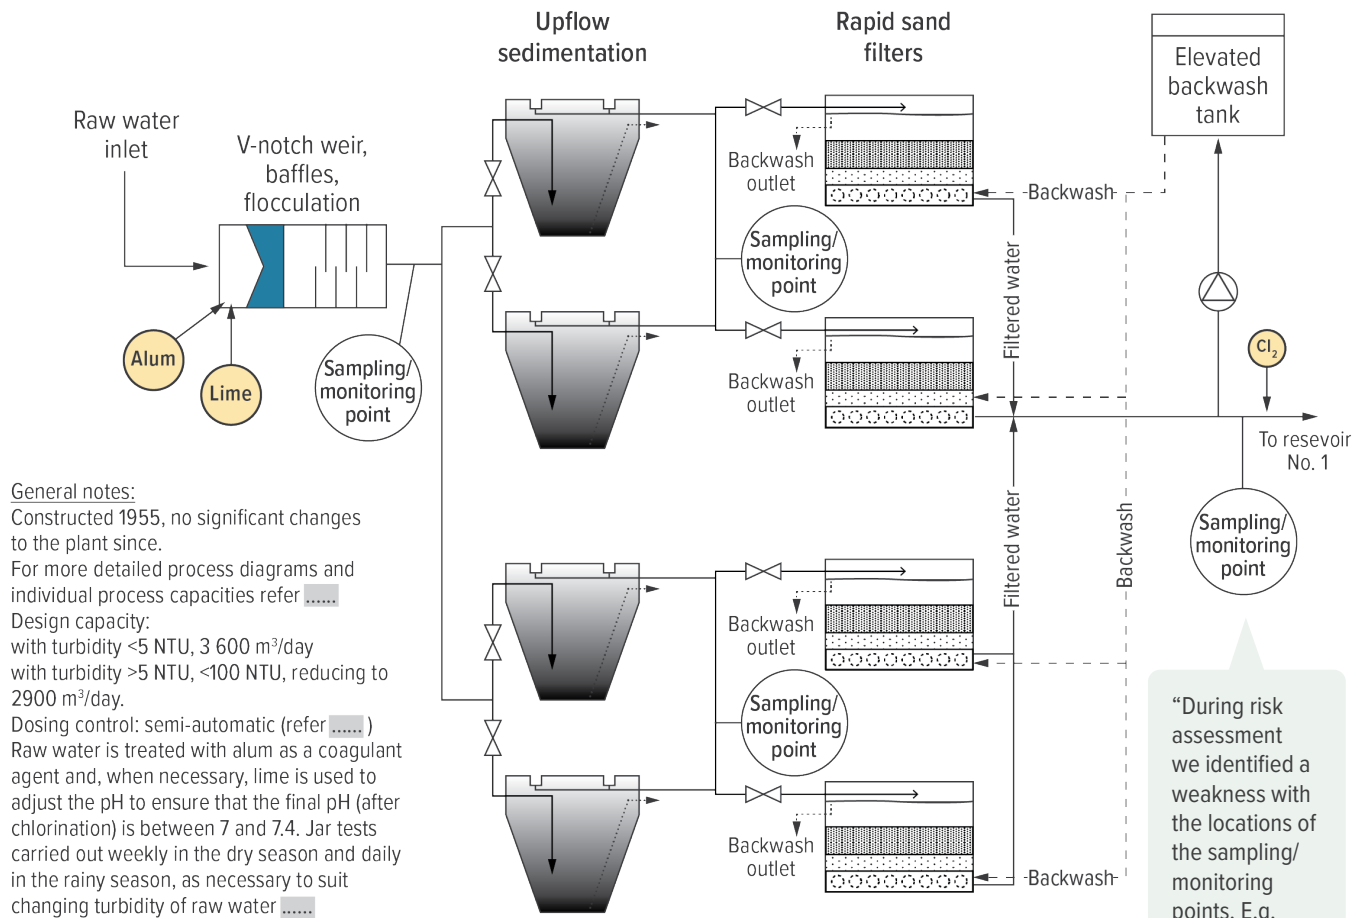 Upflow
sedimentation
Rapid sand
filters
Elevated
backwash
tank
Raw water
inlet
V-notch weir,
baffles,
flocculation
Alum
Lime
Sampling/
monitoring
point
Backwash
outlet
Backwash
Sampling/
monitoring
point
Filtered water
Backwash
outlet
Cl2
To resevoir
No. 1
Sampling/
monitoring
point
Filtered water
Backwash
Backwash
outlet
Sampling/
monitoring
point
Backwash
outlet
Backwash
General notes:
Constructed 1955, no significant changes
to the plant since.
For more detailed process diagrams and
individual process capacities refer ......
Design capacity:
with turbidity <5 NTU, 3 600 m³/day
with turbidity >5 NTU, <100 NTU, reducing to
2900 m³/day.
Dosing control: semi-automatic (refer ...... )
Raw water is treated with alum as a coagulant
agent and, when necessary, lime is used to
adjust the pH to ensure that the final pH (after
chlorination) is between 7 and 7.4. Jar tests
carried out weekly in the dry season and daily
in the rainy season, as necessary to suit
changing turbidity of raw water ......
“During risk
assessment
we identified a
weakness with
the locations of
the sampling/
monitoring
points. E.g.